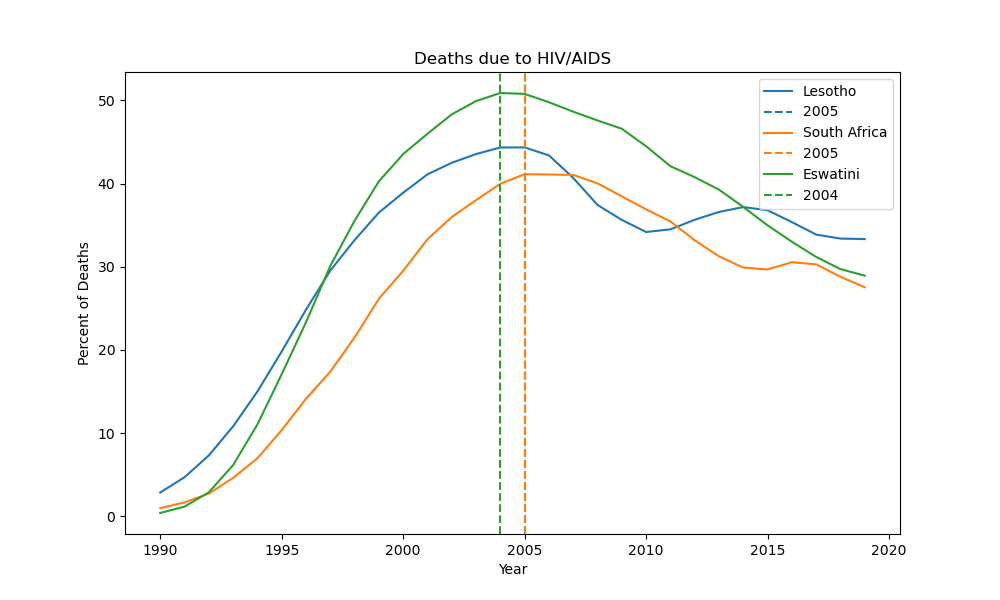 Deaths due to HIV/AIDS
Lesotho
2005
South Africa
2005
Eswatini
2004
Percent of Deaths
50
40
30
20
10
0
1990 1995 2000 2005 2010 2015 2020
Year